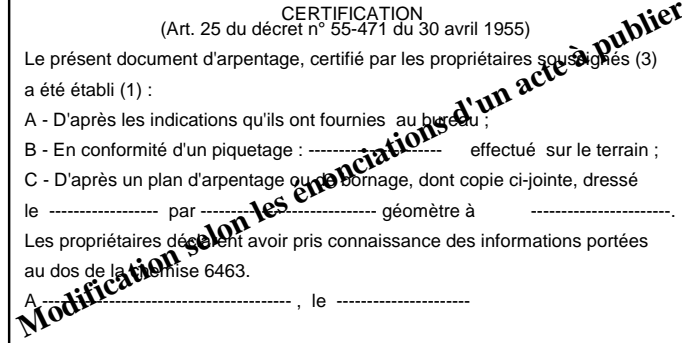 CERTIFICATION
(Art. 25 du décret n° 55-471 du 30 avril 1955)
Le présent document d'arpentage, certifié par les propriétaires soussignés (3)
a été établi (1) :
A - D'après les indications qu'ils ont fournies au bureau ;
B - En conformité d'un piquetage : ---------------------- effectué sur le terrain ;
C - D'après un plan d'arpentage ou de bornage, dont copie ci-jointe, dressé
le ------------------ par ----------------------------- géomètre à -----------------------.
Les propriétaires déclarent avoir pris connaissance des informations portées
au dos de la chemise 6463.
A ----------------------------------------- , le ----------------------
Modification selon les énonciations d'un acte à publier